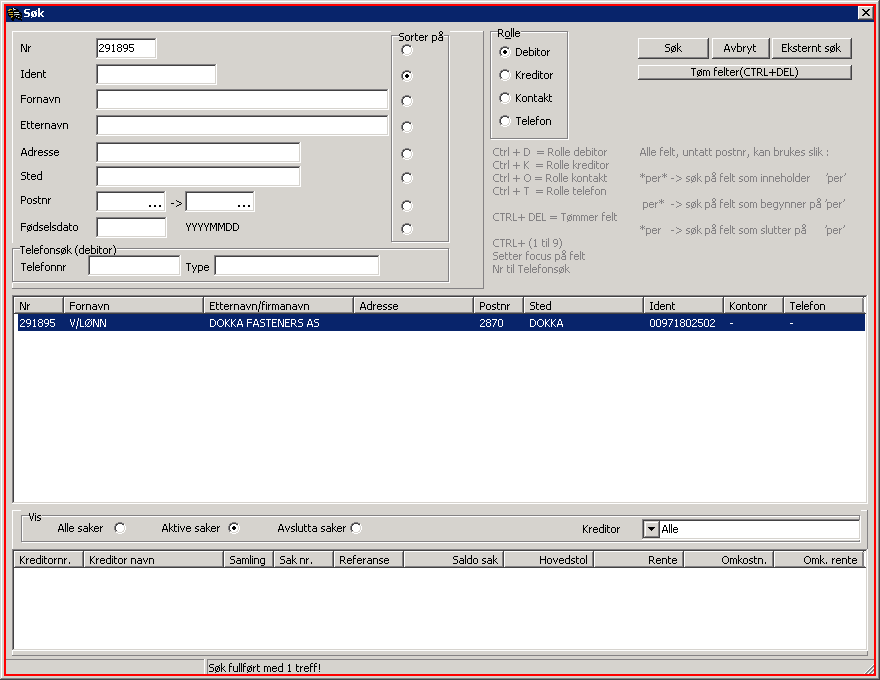 Søk
Nr 291895
Ident
Fornavn
Etternavn
Adresse
Sted
Postnr ... -> ...
Fødselsdato YYYYMMDD
Telefonsøk (debitor)
Telefonnr Type
Sorter på
Rolle
Debitor
Kreditor
Kontakt
Telefon
Søk Avbryt Eksternt søk
Tøm felter(CTRL+DEL)
Ctrl + D = Rolle debitor
Ctrl + K = Rolle kreditor
Ctrl + O = Rolle kontakt
Ctrl + T = Rolle telefon
CTRL+ DEL = Tømmer felt
CTRL+ (1 til 9)
Setter focus på felt
Nr til Telefonsøk
Alle felt, untatt postnr, kan brukes slik :
*per* -> søk på felt som inneholder 'per'
per* -> søk på felt som begynner på 'per'
*per -> søk på felt som slutter på 'per'
Nr Fornavn Etternavn/firmanavn Adresse Postnr Sted Ident Kontonr Telefon
291895 V/LØNN DOKKA FASTENERS AS 2870 DOKKA 00971802502 - -
Vis
Alle saker Aktive saker Avslutta saker Kreditor Alle
Kreditornr. Kreditor navn Samling Sak nr. Referanse Saldo sak Hovedstol Rente Omkostn. Omk. rente
Søk fullført med 1 treff!